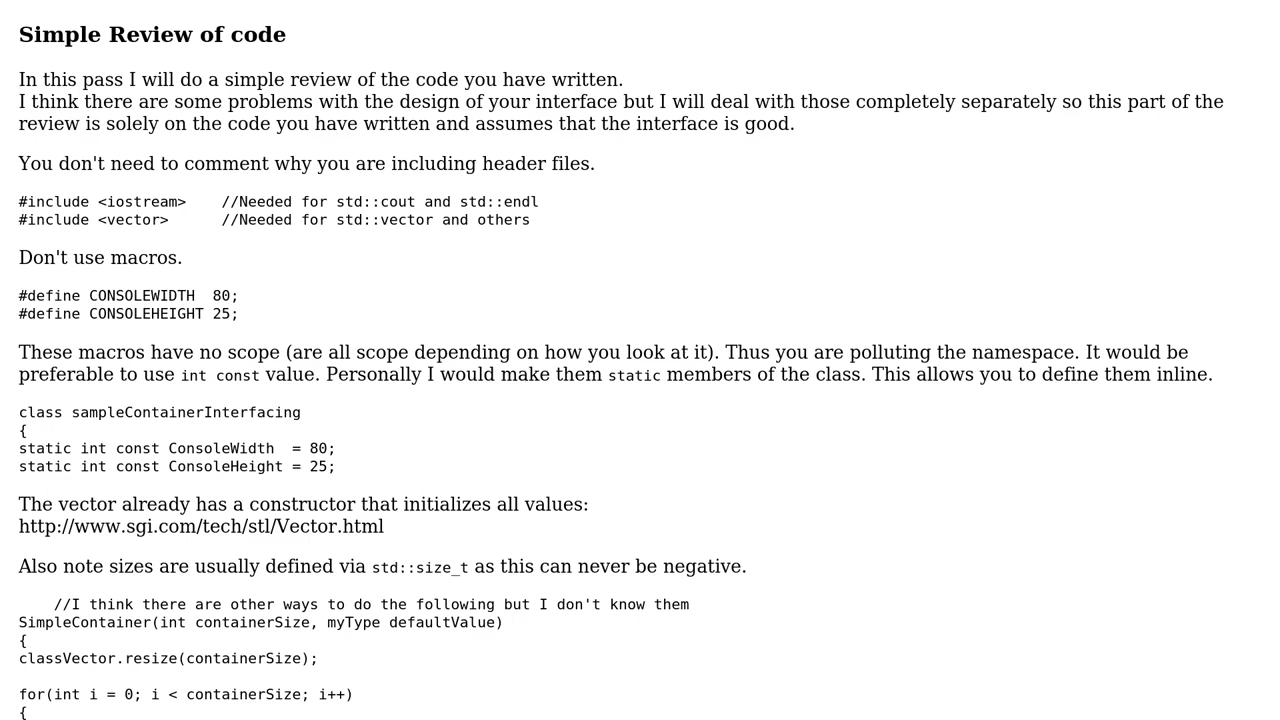 Simple Review of code
In this pass I will do a simple review of the code you have written.
I think there are some problems with the design of your interface but I will deal with those completely separately so this part of the
review is solely on the code you have written and assumes that the interface is good.
You don't need to comment why you are including header files.
#include <iostream>    //Needed for std::cout and std::endl
#include <vector>      //Needed for std::vector and others
Don't use macros.
#define CONSOLEWIDTH  80;
#define CONSOLEHEIGHT 25;
These macros have no scope (are all scope depending on how you look at it). Thus you are polluting the namespace. It would be
preferable to use int const value. Personally I would make them static members of the class. This allows you to define them inline.
class sampleContainerInterfacing
{
static int const ConsoleWidth  = 80;
static int const ConsoleHeight = 25;
The vector already has a constructor that initializes all values:
http://www.sgi.com/tech/stl/Vector.html
Also note sizes are usually defined via std::size_t as this can never be negative.
    //I think there are other ways to do the following but I don't know them
SimpleContainer(int containerSize, myType defaultValue)
{
classVector.resize(containerSize);
for(int i = 0; i < containerSize; i++)
{